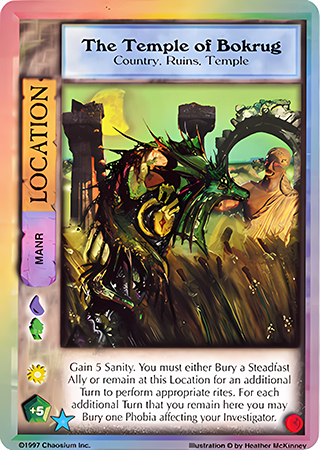 The Temple of Bokrug
Country, Ruins, Temple
LOCATION
MANR
+5
Gain 5 Sanity. You must either Bury a Steadfast
Ally or remain at this Location for an additional
Turn to perform appropriate rites. For each
additional Turn that you remain here you may
Bury one Phobia affecting your Investigator.
©1997 Chaosium Inc.
Illustration © by Heather McKinney